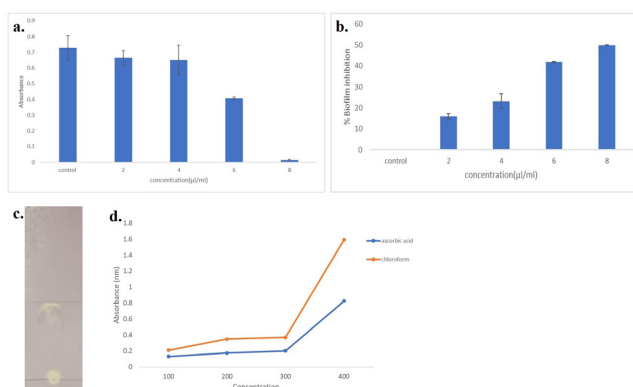 a.
0.9
0.8
0.7
0.6
0.5
0.4
0.3
0.2
0.1
0
Absorbance
control 2 4 6 8
concentration(µl/ml)
b.
60
50
40
30
20
10
0
% Biofilm inhibition
control 2 4 6 8
concentration(µl/ml)
c.
d.
1.8
1.6
1.4
1.2
1
0.8
0.6
0.4
0.2
0
Absorbance (nm)
100 200 300 400
Concentration
ascorbic acid
chloroform